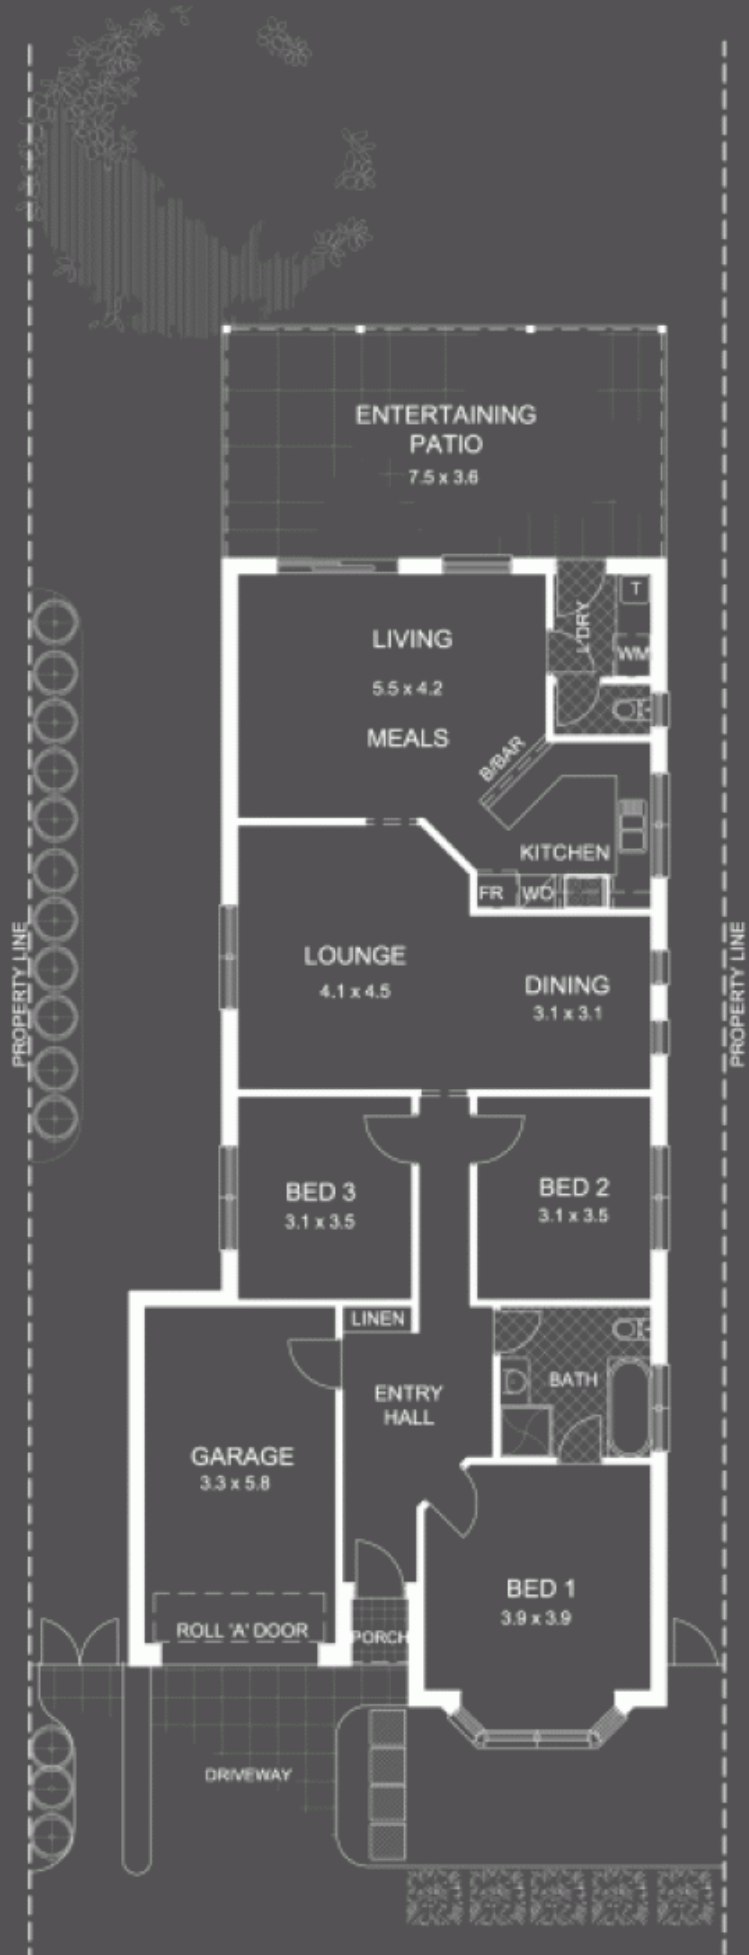 ENTERTAINING
PATIO
7.5 x 3.6
LIVING
5.5 x 4.2
MEALS
L'DRY
T
WM
B/BAR
KITCHEN
FR
WO
LOUNGE
4.1 x 4.5
DINING
3.1 x 3.1
PROPERTY LINE
PROPERTY LINE
BED 3
3.1 x 3.5
BED 2
3.1 x 3.5
LINEN
ENTRY
HALL
BATH
GARAGE
3.3 x 5.8
ROLL 'A' DOOR
PORCH
BED 1
3.9 x 3.9
DRIVEWAY